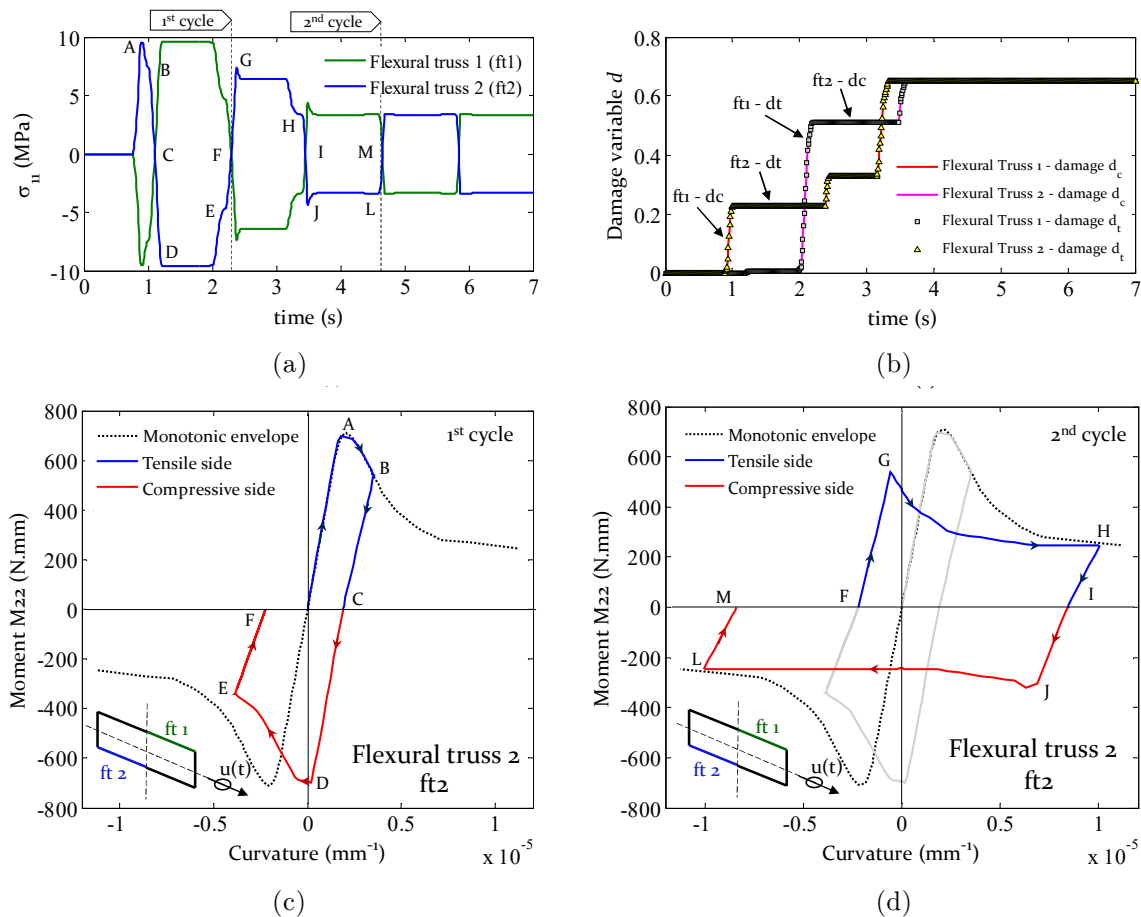 1st cycle
2nd cycle
10
5
0
-5
-10
σ11 (MPa)
A
B
C
D
E
F
G
H
I
J
L
M
Flexural truss 1 (ft1)
Flexural truss 2 (ft2)
0 1 2 3 4 5 6 7
time (s)
(a)
0.8
0.6
0.4
0.2
0
Damage variable d
ft2 - dc
ft1 - dt
ft2 - dt
ft1 - dc
Flexural Truss 1 - damage dc
Flexural Truss 2 - damage dc
Flexural Truss 1 - damage dt
Flexural Truss 2 - damage dt
0 1 2 3 4 5 6 7
time (s)
(b)
800
600
400
200
0
-200
-400
-600
-800
Moment M22 (N.mm)
Monotonic envelope
Tensile side
Compressive side
1st cycle
A
B
C
F
E
D
ft 1
ft 2
u(t)
Flexural truss 2
ft2
-1 -0.5 0 0.5 1
Curvature (mm-1)
x 10-5
(c)
800
600
400
200
0
-200
-400
-600
-800
Moment M22 (N.mm)
Monotonic envelope
Tensile side
Compressive side
2nd cycle
G
H
M
F
I
L
J
ft 1
ft 2
u(t)
Flexural truss 2
ft2
-1 -0.5 0 0.5 1
Curvature (mm-1)
x 10-5
(d)